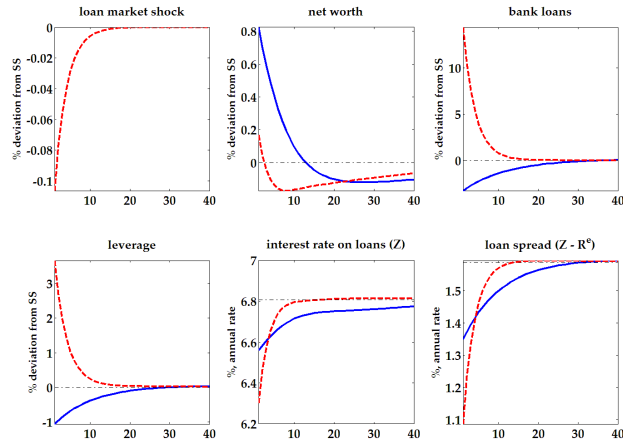 loan market shock
% deviation from SS
0
-0.02
-0.04
-0.06
-0.08
-0.1
10 20 30 40
net worth
% deviation from SS
0.8
0.6
0.4
0.2
0
10 20 30 40
bank loans
% deviation from SS
10
5
0
10 20 30 40
leverage
% deviation from SS
3
2
1
0
-1
10 20 30 40
interest rate on loans (Z)
%, annual rate
7
6.8
6.6
6.4
6.2
10 20 30 40
loan spread (Z - Rᵉ)
%, annual rate
1.5
1.4
1.3
1.2
1.1
10 20 30 40